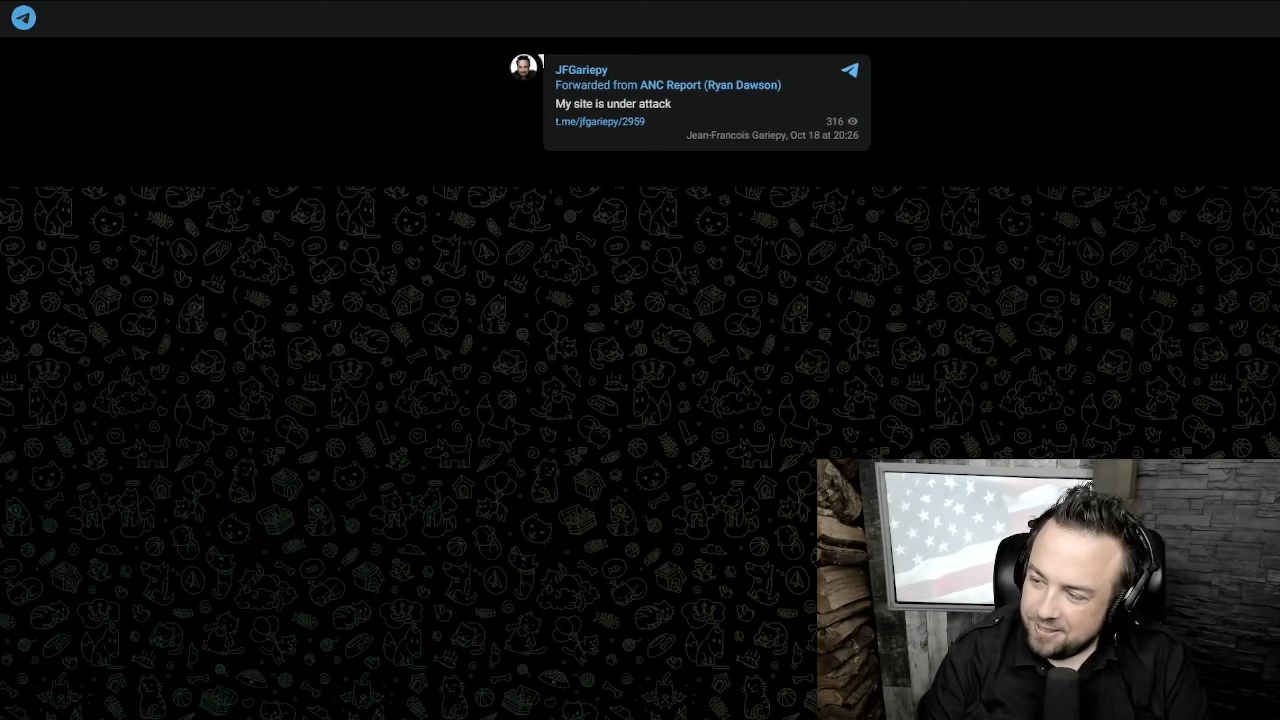 JFGariepy
Forwarded from ANC Report (Ryan Dawson)
My site is under attack
t.me/jfgariepy/2959
316
Jean-Francois Gariepy, Oct 18 at 20:26